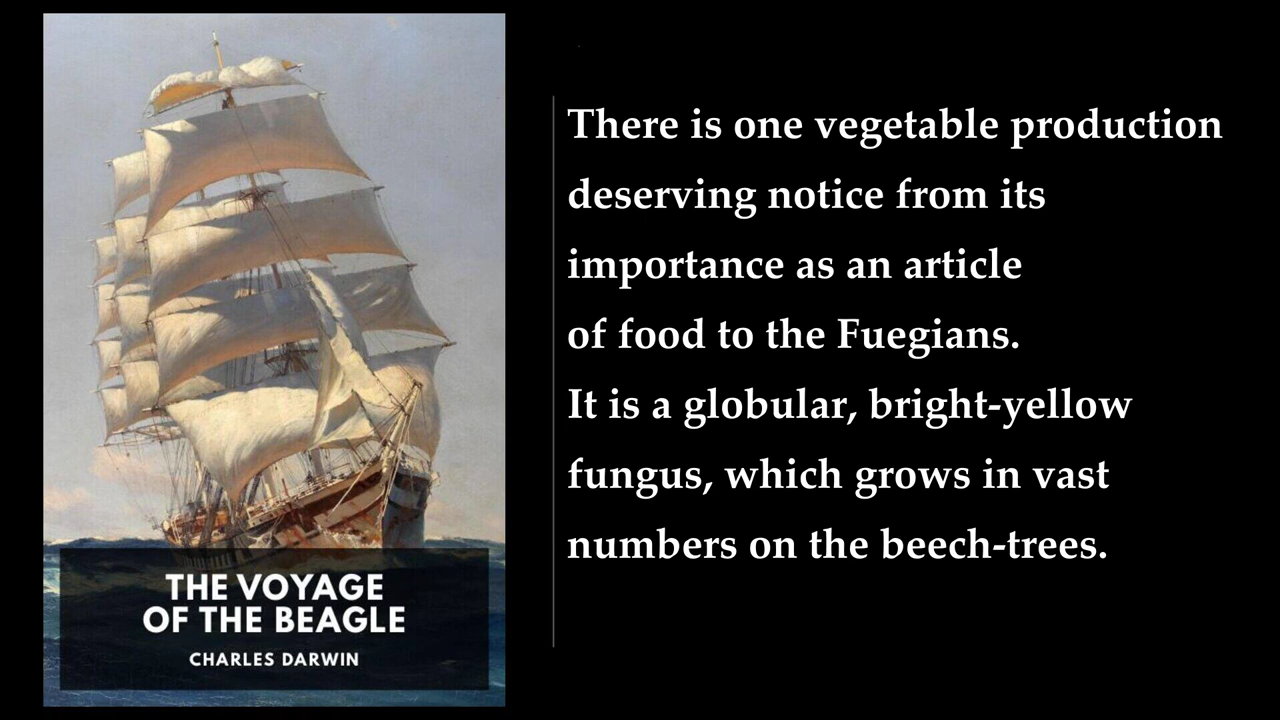 THE VOYAGE
OF THE BEAGLE
CHARLES DARWIN
There is one vegetable production
deserving notice from its
importance as an article
of food to the Fuegians.
It is a globular, bright-yellow
fungus, which grows in vast
numbers on the beech-trees.